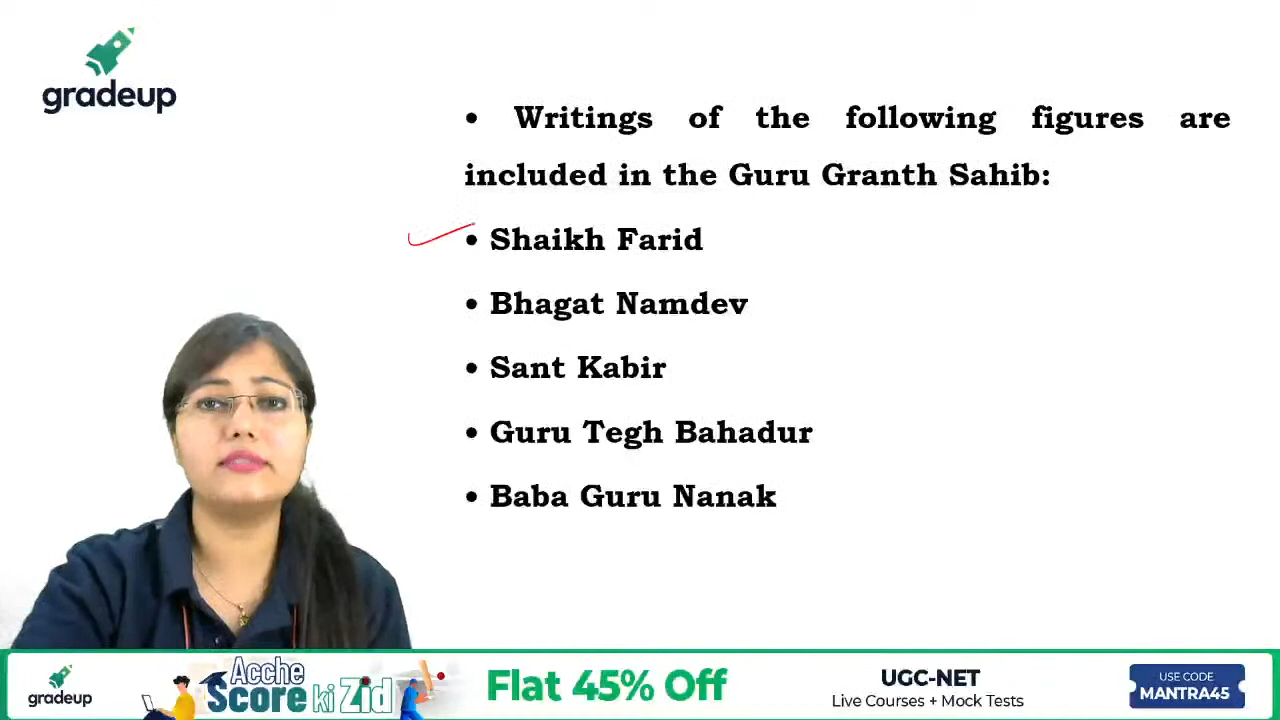 gradeup
• Writings of the following figures are
included in the Guru Granth Sahib:
• Shaikh Farid
• Bhagat Namdev
• Sant Kabir
• Guru Tegh Bahadur
• Baba Guru Nanak
gradeup
Acche
Score ki Zid
Flat 45% Off
UGC-NET
Live Courses + Mock Tests
USE CODE
MANTRA45